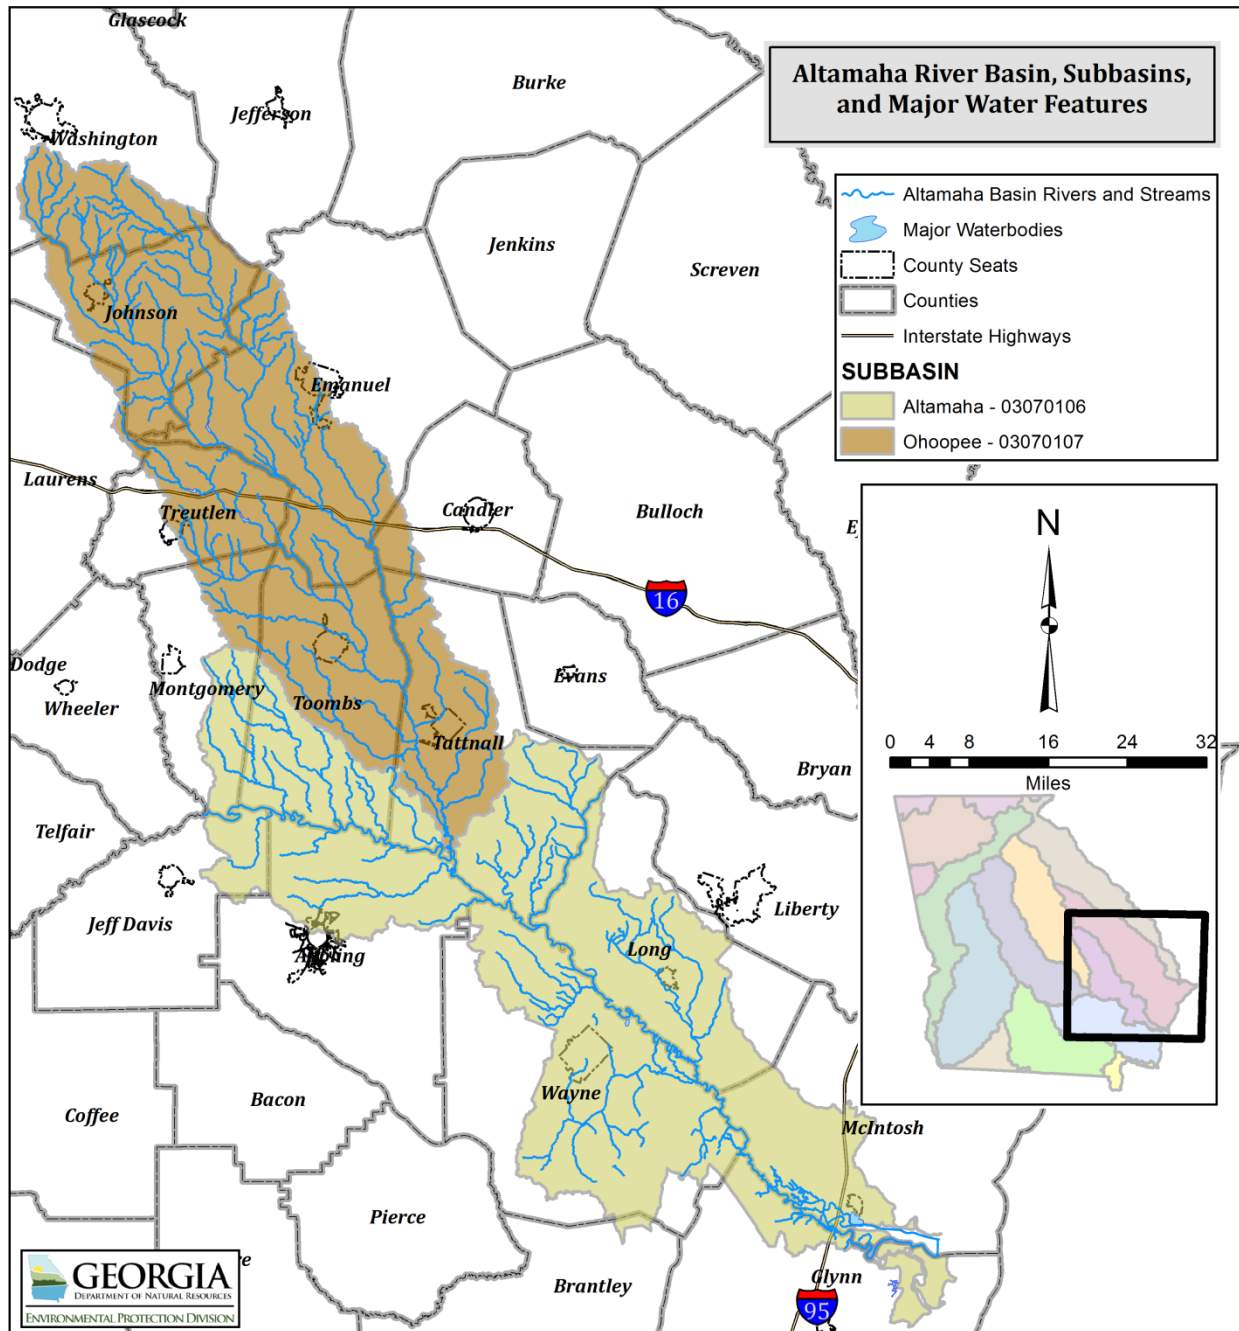 Glascock
Burke
Altamaha River Basin, Subbasins,
and Major Water Features
Jefferson
Washington
Altamaha Basin Rivers and Streams
Major Waterbodies
County Seats
Counties
Interstate Highways
SUBBASIN
Altamaha - 03070106
Ohoopee - 03070107
Jenkins
Screven
Johnson
Emanuel
Laurens
Treutlen
Candler
Bulloch
E
16
N
Dodge
Wheeler
Montgomery
Toombs
Evans
Tattnall
Bryan
0 4 8 16 24 32
Miles
Telfair
Jeff Davis
Appling
Liberty
Long
Coffee
Bacon
Wayne
McIntosh
Pierce
re
Brantley
Glynn
95
GEORGIA
DEPARTMENT OF NATURAL RESOURCES
ENVIRONMENTAL PROTECTION DIVISION